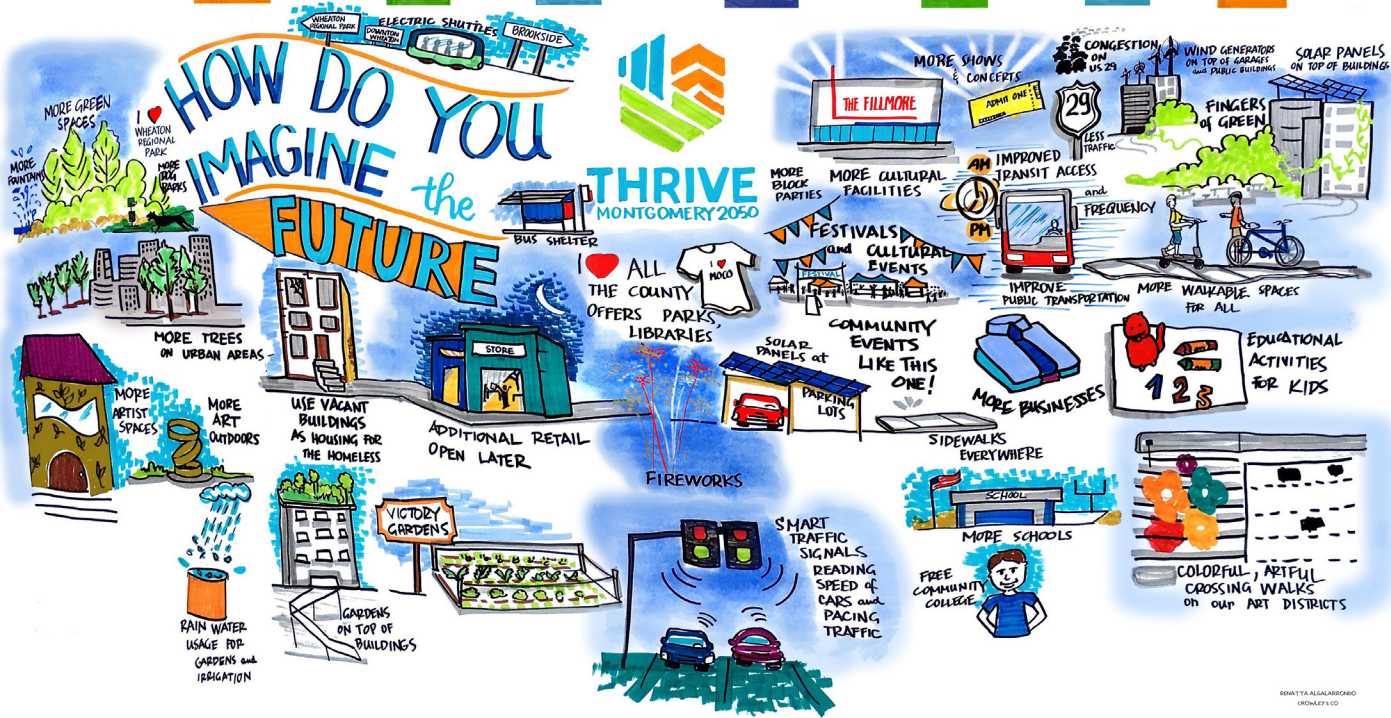 HOW DO YOU
IMAGINE the
FUTURE
WHEATON
REGIONAL PARK
DOWNTOWN
WHEATON
ELECTRIC SHUTTLES
BROOKSIDE
MORE GREEN
SPACES
I ❤
WHEATON
REGIONAL
PARK
MORE
FOUNTAINS
MORE
DOG
PARKS
MORE TREES
ON URBAN AREAS
BUS SHELTER
THRIVE
MONTGOMERY 2050
I ❤ ALL
THE COUNTY
OFFERS PARKS,
LIBRARIES
I ❤
MOCO
MORE SHOWS
& CONCERTS
THE FILLMORE
ADMIT ONE
MORE CULTURAL
FACILITIES
MORE
BLOCK
PARTIES
FESTIVALS
and CULTURAL
EVENTS
FESTIVAL
COMMUNITY
EVENTS
LIKE THIS
ONE!
CONGESTION
ON
US 29
29
LESS
TRAFFIC
WIND GENERATORS
ON TOP OF GARAGES
and PUBLIC BUILDINGS
SOLAR PANELS
ON TOP OF BUILDINGS
FINGERS
of GREEN
AM
PM
IMPROVED
TRANSIT ACCESS
and
FREQUENCY
IMPROVE
PUBLIC TRANSPORTATION
MORE WALKABLE SPACES
FOR ALL
MORE
ARTIST
SPACES
MORE
ART
OUTDOORS
USE VACANT
BUILDINGS
AS HOUSING FOR
THE HOMELESS
STORE
ADDITIONAL RETAIL
OPEN LATER
FIREWORKS
SOLAR
PANELS at
PARKING
LOTS
SIDEWALKS
EVERYWHERE
MORE BUSINESSES
1 2 3
EDUCATIONAL
ACTIVITIES
FOR KIDS
RAIN WATER
USAGE FOR
GARDENS and
IRRIGATION
GARDENS
ON TOP OF
BUILDINGS
VICTORY
GARDENS
SMART
TRAFFIC
SIGNALS
READING
SPEED of
CARS and
PACING
TRAFFIC
SCHOOL
MORE SCHOOLS
FREE
COMMUNITY
COLLEGE
COLORFUL, ARTFUL
CROSSING WALKS
on our ART DISTRICTS
RENATTA ALGALARRONDO
CROWLEY & CO